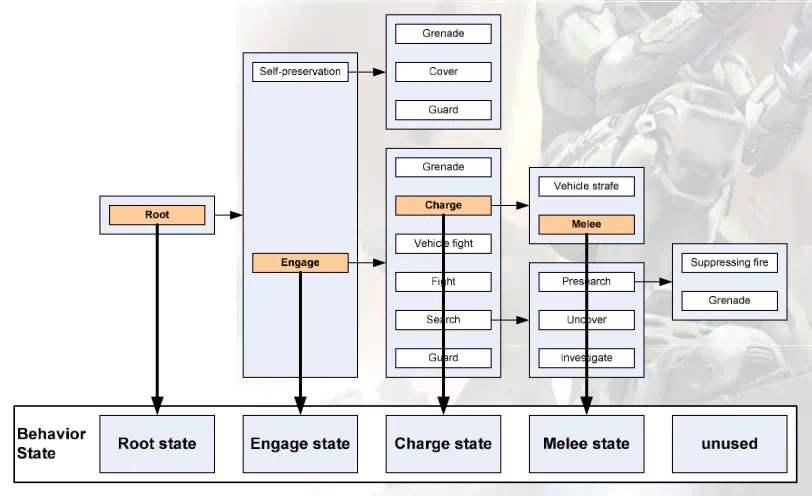 Grenade
Self-preservation
Cover
Guard
Grenade
Vehicle strafe
Charge
Root
Melee
Vehicle fight
Engage
Suppressing fire
Fight
Presearch
Grenade
Search
Uncover
Guard
Investigate
Behavior
State
Root state
Engage state
Charge state
Melee state
unused